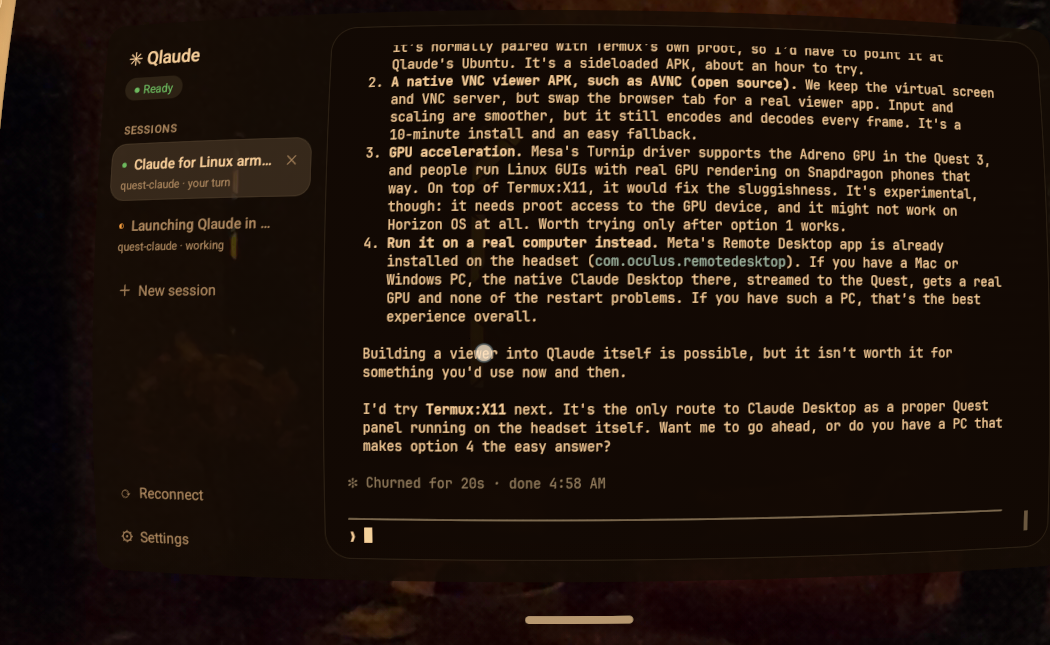 Qlaude
Ready
SESSIONS
Claude for Linux arm…
quest-claude · your turn
Launching Qlaude in …
quest-claude · working
+ New session
Reconnect
Settings
it's normally paired with Termux's own proot, so I'd have to point it at
Qlaude's Ubuntu. It's a sideloaded APK, about an hour to try.
2. A native VNC viewer APK, such as AVNC (open source). We keep the virtual screen
and VNC server, but swap the browser tab for a real viewer app. Input and
scaling are smoother, but it still encodes and decodes every frame. It's a
10-minute install and an easy fallback.
3. GPU acceleration. Mesa's Turnip driver supports the Adreno GPU in the Quest 3,
and people run Linux GUIs with real GPU rendering on Snapdragon phones that
way. On top of Termux:X11, it would fix the sluggishness. It's experimental,
though: it needs proot access to the GPU device, and it might not work on
Horizon OS at all. Worth trying only after option 1 works.
4. Run it on a real computer instead. Meta's Remote Desktop app is already
installed on the headset (com.oculus.remotedesktop). If you have a Mac or
Windows PC, the native Claude Desktop there, streamed to the Quest, gets a real
GPU and none of the restart problems. If you have such a PC, that's the best
experience overall.
Building a viewer into Qlaude itself is possible, but it isn't worth it for
something you'd use now and then.
I'd try Termux:X11 next. It's the only route to Claude Desktop as a proper Quest
panel running on the headset itself. Want me to go ahead, or do you have a PC that
makes option 4 the easy answer?
✻ Churned for 20s · done 4:58 AM
❯